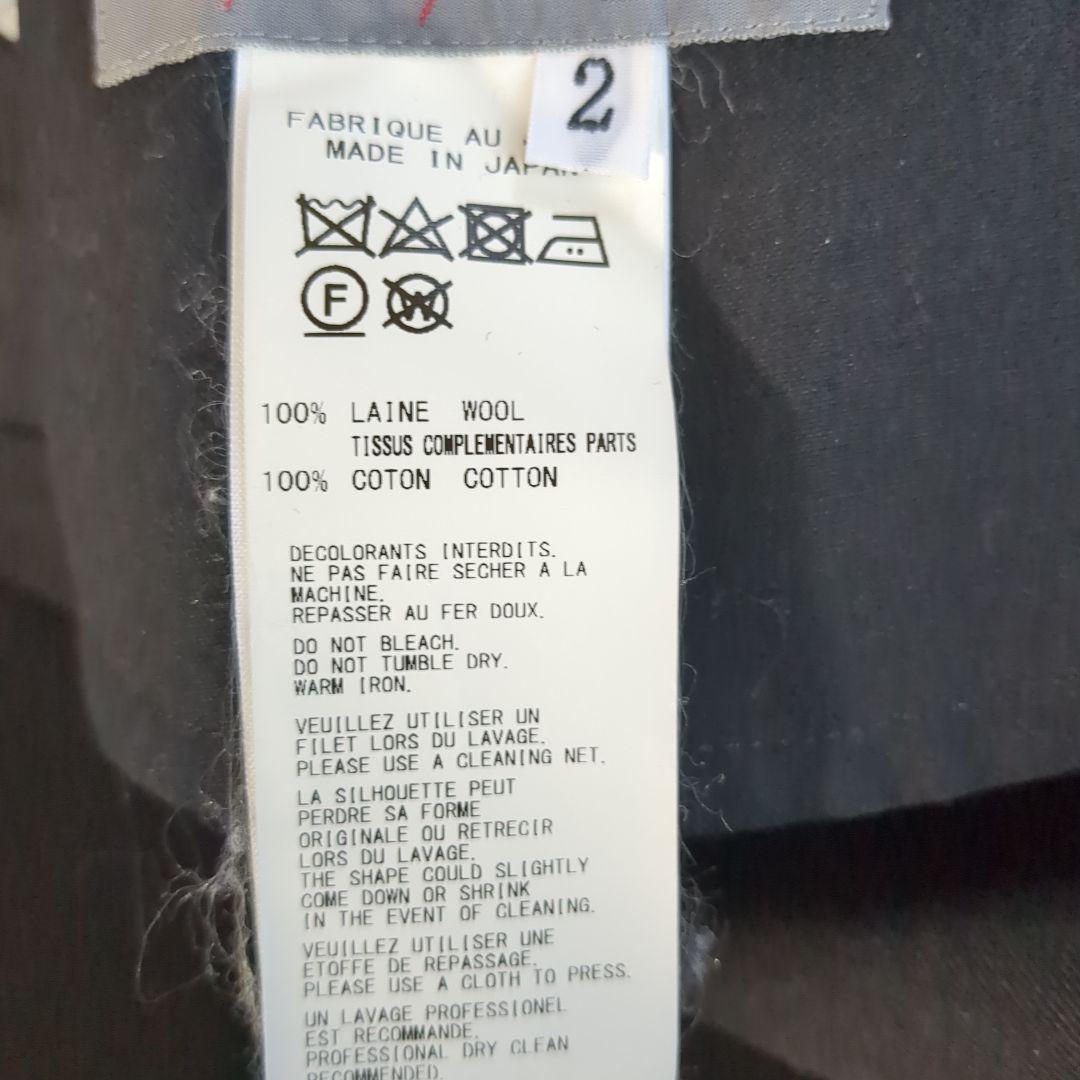 2
FABRIQUE AU
MADE IN JAPAN
F
W
100% LAINE WOOL
TISSUS COMPLEMENTAIRES PARTS
100% COTON COTTON
DECOLORANTS INTERDITS.
NE PAS FAIRE SECHER A LA
MACHINE.
REPASSER AU FER DOUX.
DO NOT BLEACH.
DO NOT TUMBLE DRY.
WARM IRON.
VEUILLEZ UTILISER UN
FILET LORS DU LAVAGE.
PLEASE USE A CLEANING NET.
LA SILHOUETTE PEUT
PERDRE SA FORME
ORIGINALE OU RETRECIR
LORS DU LAVAGE.
THE SHAPE COULD SLIGHTLY
COME DOWN OR SHRINK
IN THE EVENT OF CLEANING.
VEUILLEZ UTILISER UNE
ETOFFE DE REPASSAGE.
PLEASE USE A CLOTH TO PRESS.
UN LAVAGE PROFESSIONEL
EST RECOMMANDE.
PROFESSIONAL DRY CLEAN
RECOMMENDED.